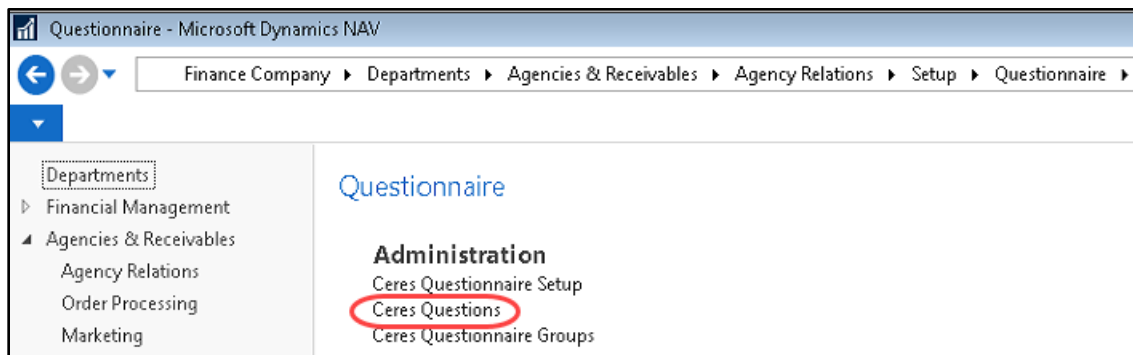 Questionnaire - Microsoft Dynamics NAV
Finance Company ▸ Departments ▸ Agencies & Receivables ▸ Agency Relations ▸ Setup ▸ Questionnaire ▸
Departments
Financial Management
Agencies & Receivables
Agency Relations
Order Processing
Marketing
Questionnaire
Administration
Ceres Questionnaire Setup
Ceres Questions
Ceres Questionnaire Groups